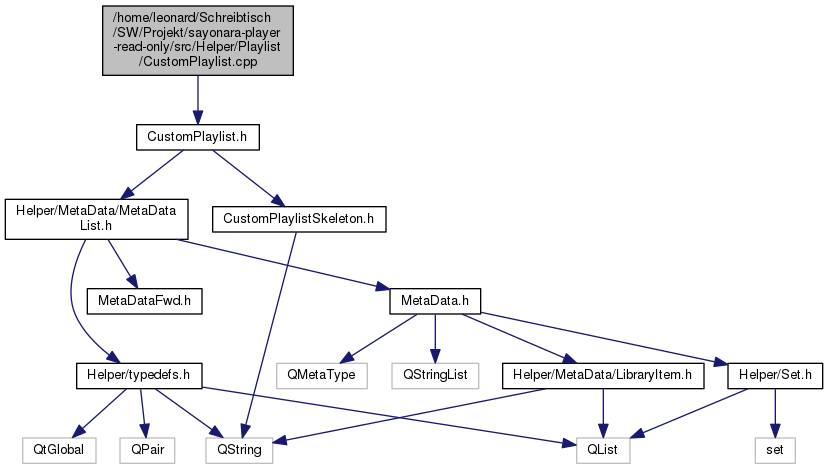 /home/leonard/Schreibtisch
/SW/Projekt/sayonara-player
-read-only/src/Helper/Playlist
/CustomPlaylist.cpp
CustomPlaylist.h
Helper/MetaData/MetaData
List.h
CustomPlaylistSkeleton.h
MetaDataFwd.h
MetaData.h
Helper/typedefs.h
QMetaType
QStringList
Helper/MetaData/LibraryItem.h
Helper/Set.h
QtGlobal
QPair
QString
QList
set